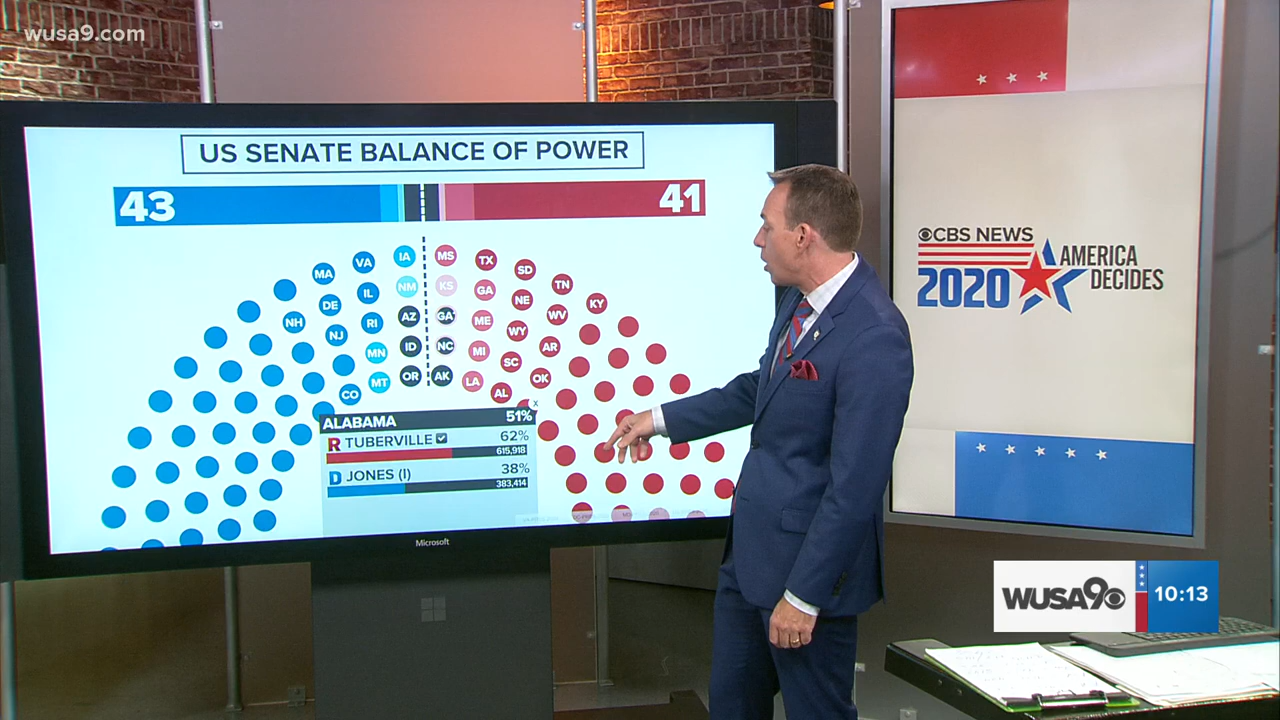 wusa9.com
US SENATE BALANCE OF POWER
43
41
IA
MS
VA
TX
MA
SD
NM
KS
TN
IL
GA
DE
NE
KY
AZ
GA*
NH
RI
ME
WV
NJ
WY
ID
NC
MN
MI
AR
SC
OR
AK
MT
LA
OK
CO
AL
X
ALABAMA 51%
R TUBERVILLE 62%
615,918
D JONES (I) 38%
383,414
Microsoft
CBS NEWS
2020 AMERICA
DECIDES
WUSA9 10:13